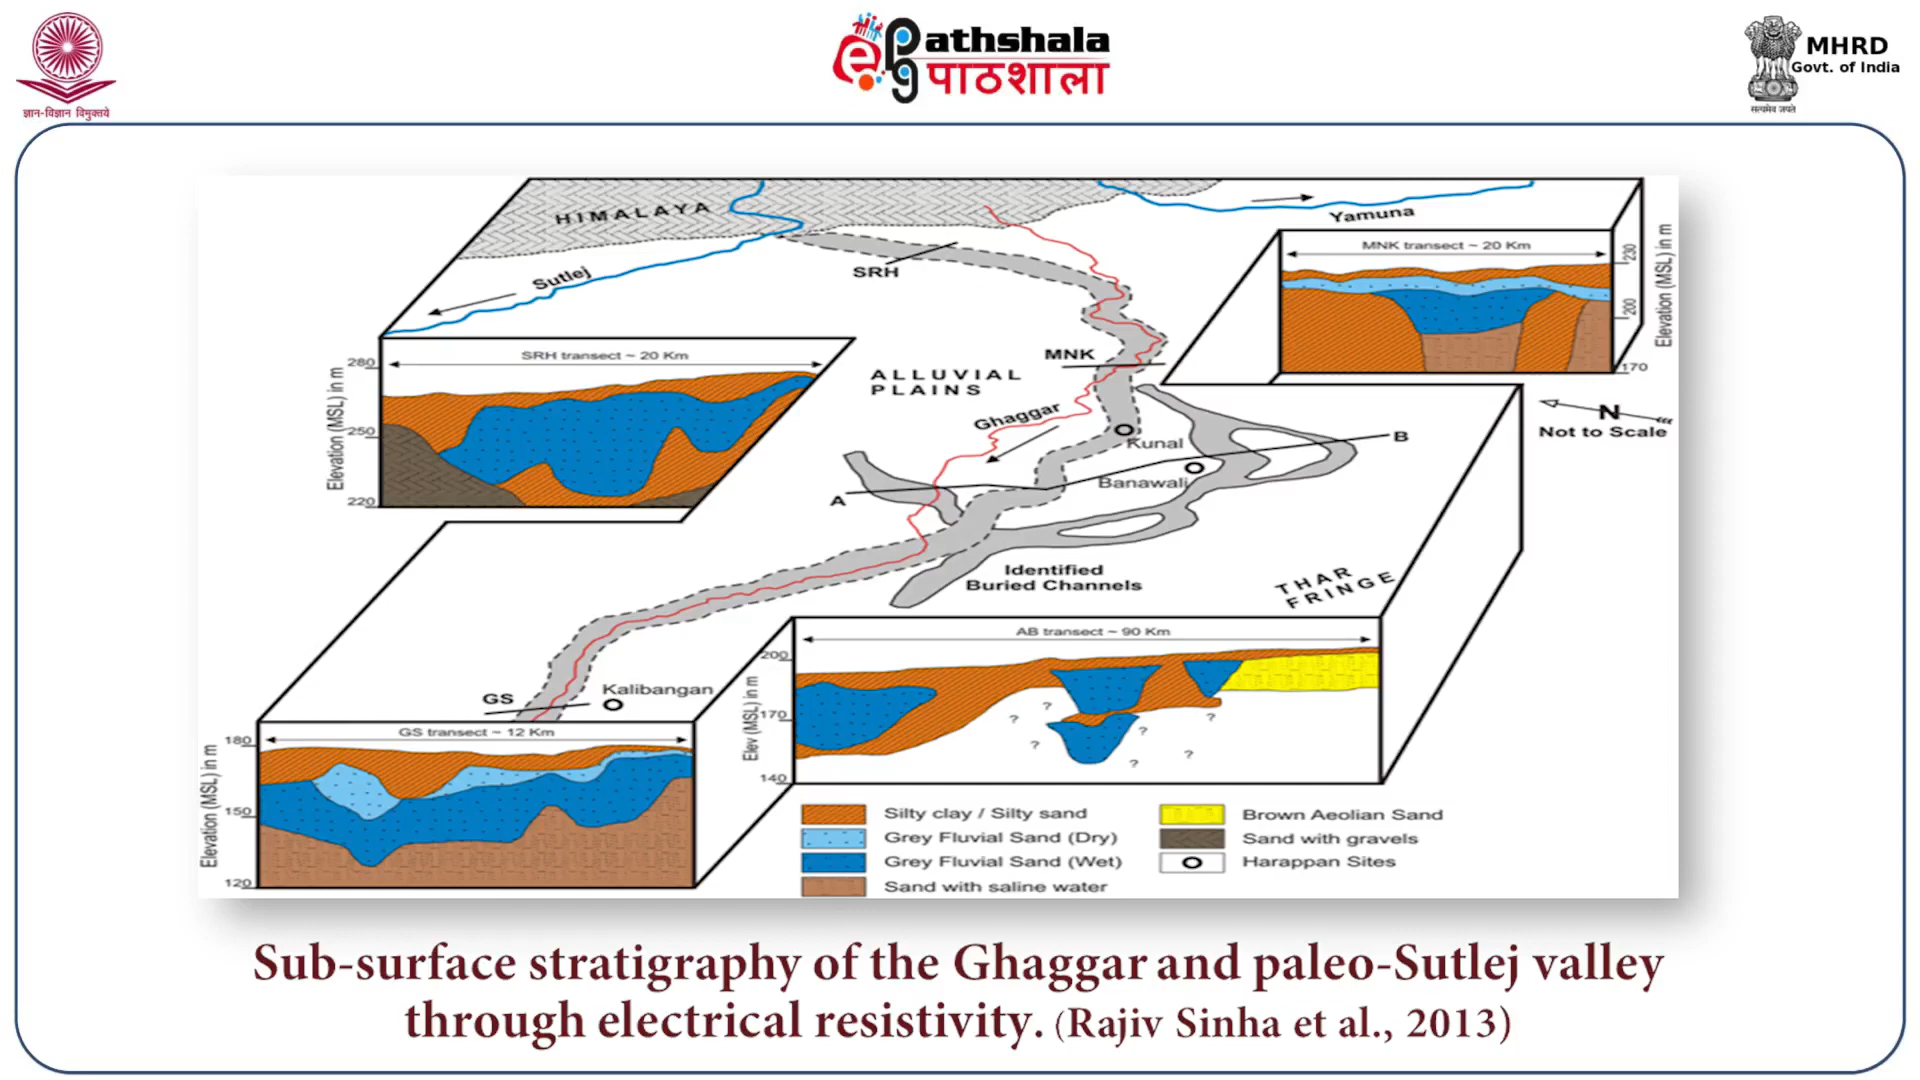 ज्ञान-विज्ञान विमुक्तये
ePG Pathshala
पाठशाला
MHRD
Govt. of India
सत्यमेव जयते
HIMALAYA
Yamuna
Sutlej
SRH
MNK transect ~ 20 Km
230
200
170
Elevation (MSL) in m
N
Not to Scale
SRH transect ~ 20 Km
280
250
220
Elevation (MSL) in m
MNK
ALLUVIAL
PLAINS
Ghaggar
Kunal
B
Banawali
A
Identified
Buried Channels
THAR
FRINGE
GS
Kalibangan
GS transect ~ 12 Km
180
150
120
Elevation (MSL) in m
AB transect ~ 90 Km
200
170
140
Elev (MSL) in m
? ? ? ? ? ? ?
Silty clay / Silty sand
Grey Fluvial Sand (Dry)
Grey Fluvial Sand (Wet)
Sand with saline water
Brown Aeolian Sand
Sand with gravels
Harappan Sites
Sub-surface stratigraphy of the Ghaggar and paleo-Sutlej valley
through electrical resistivity. (Rajiv Sinha et al., 2013)